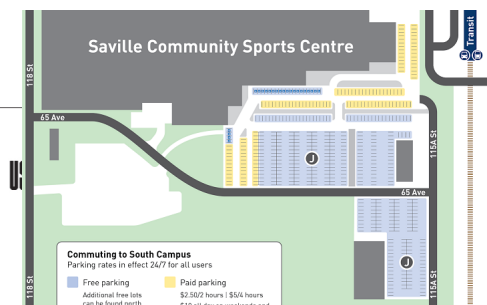 Transit
Saville Community Sports Centre
118 St
65 Ave
115A St
J
65 Ave
J
115A St
118 St
Commuting to South Campus
Parking rates in effect 24/7 for all users
Free parking
Paid parking
Additional free lots
$2.50/2 hours | $5/4 hours
can be found north